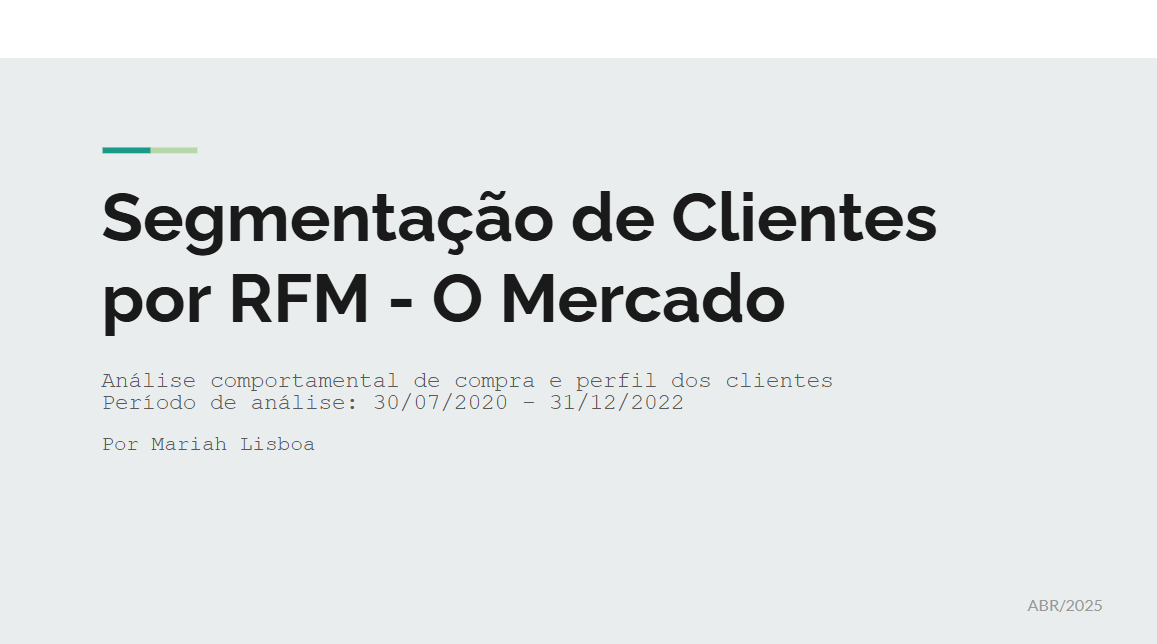 Segmentação de Clientes
por RFM - O Mercado
Análise comportamental de compra e perfil dos clientes
Período de análise: 30/07/2020 – 31/12/2022
Por Mariah Lisboa
ABR/2025